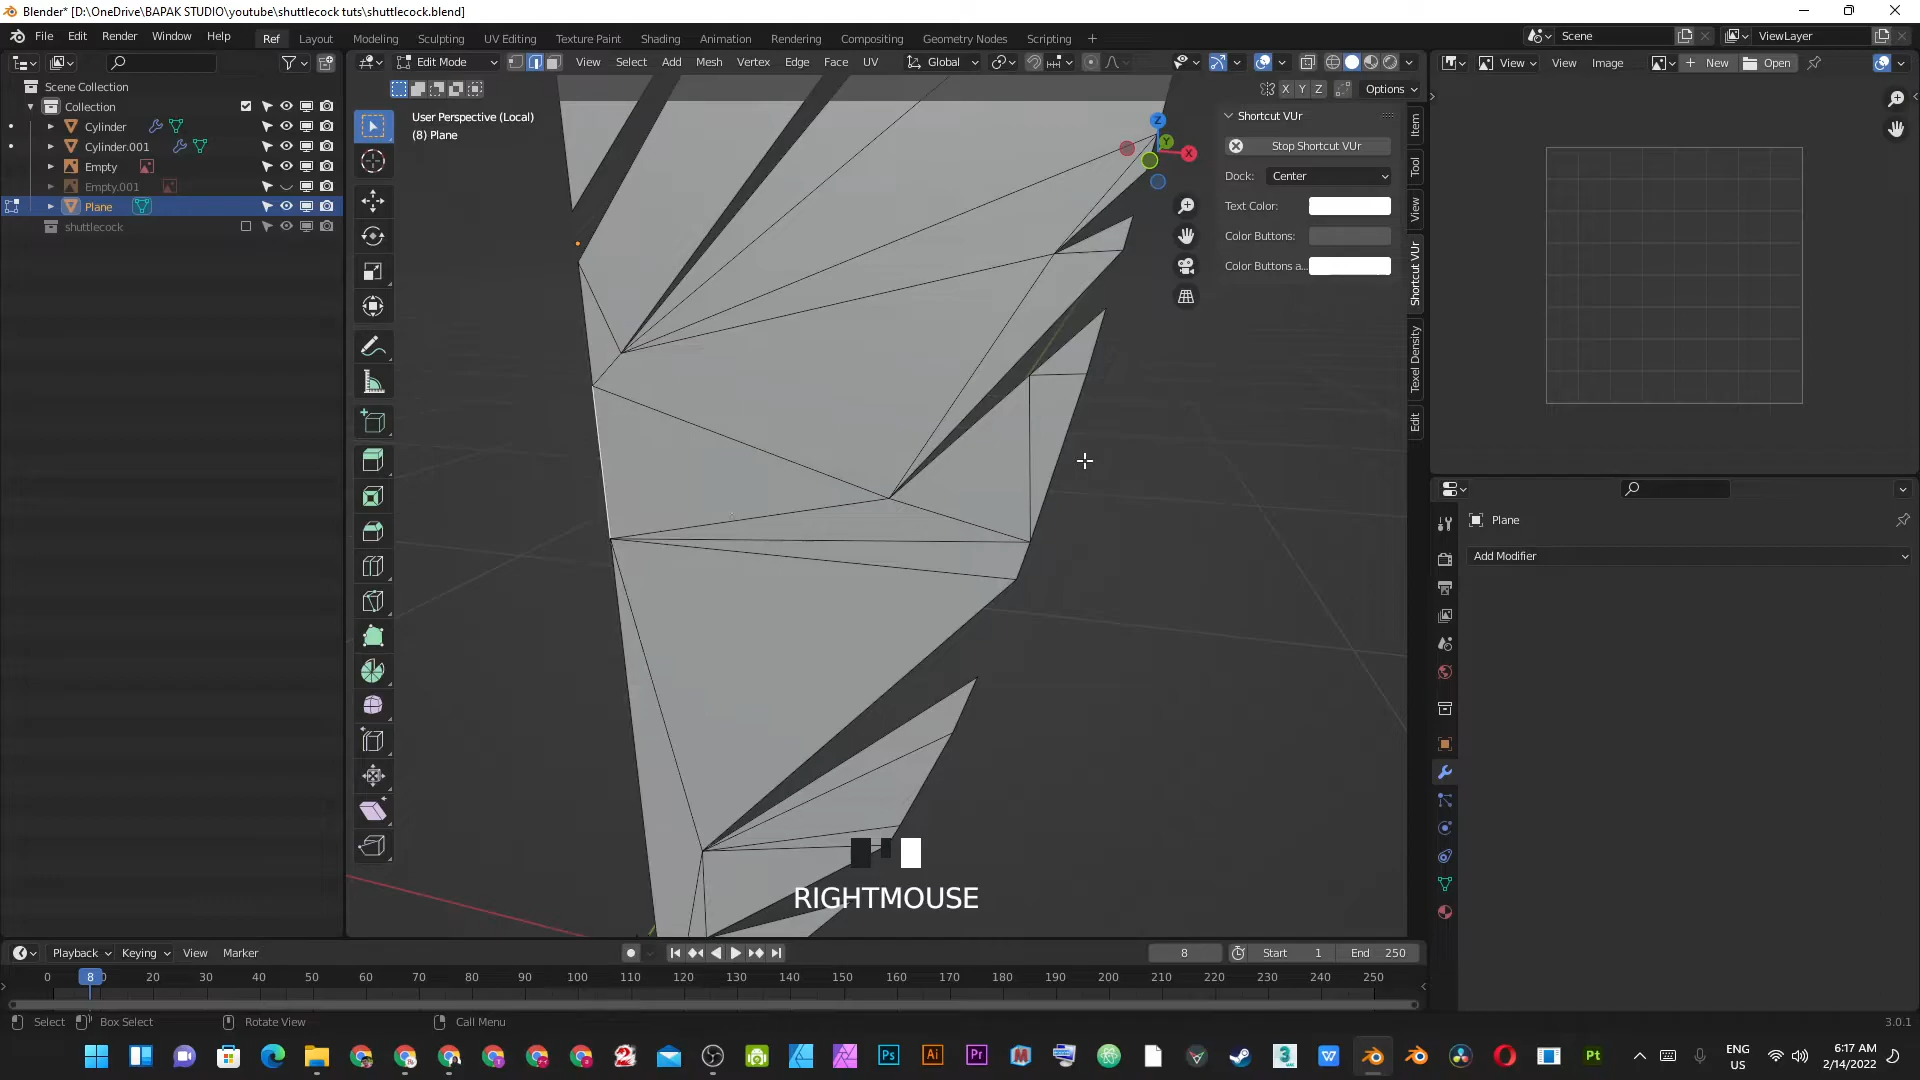 Blender* [D:\OneDrive\BAPAK STUDIO\youtube\shuttlecock tuts\shuttlecock.blend]
File Edit Render Window Help Ref Layout Modeling Sculpting UV Editing Texture Paint Shading Animation Rendering Compositing Geometry Nodes Scripting + Scene ViewLayer
Edit Mode View Select Add Mesh Vertex Edge Face UV Global View View Image New Open
Scene Collection
Collection
Cylinder
Cylinder.001
Empty
Empty.001
Plane
shuttlecock
X Y Z Options
User Perspective (Local)
(8) Plane
Z
Y
X
Shortcut VUr
Stop Shortcut VUr
Dock: Center
Text Color:
Color Buttons:
Color Buttons a...
Item
Tool
View
Shortcut VUr
Texel Density
Edit
Plane
Add Modifier
RIGHTMOUSE
Playback Keying View Marker 8 Start 1 End 250
0 8 20 30 40 50 60 70 80 90 100 110 120 130 140 150 160 170 180 190 200 210 220 230 240 250
Select Box Select Rotate View Call Menu 3.0.1
Ps Ai Pr 3 W Pt ENG US 6:17 AM 2/14/2022